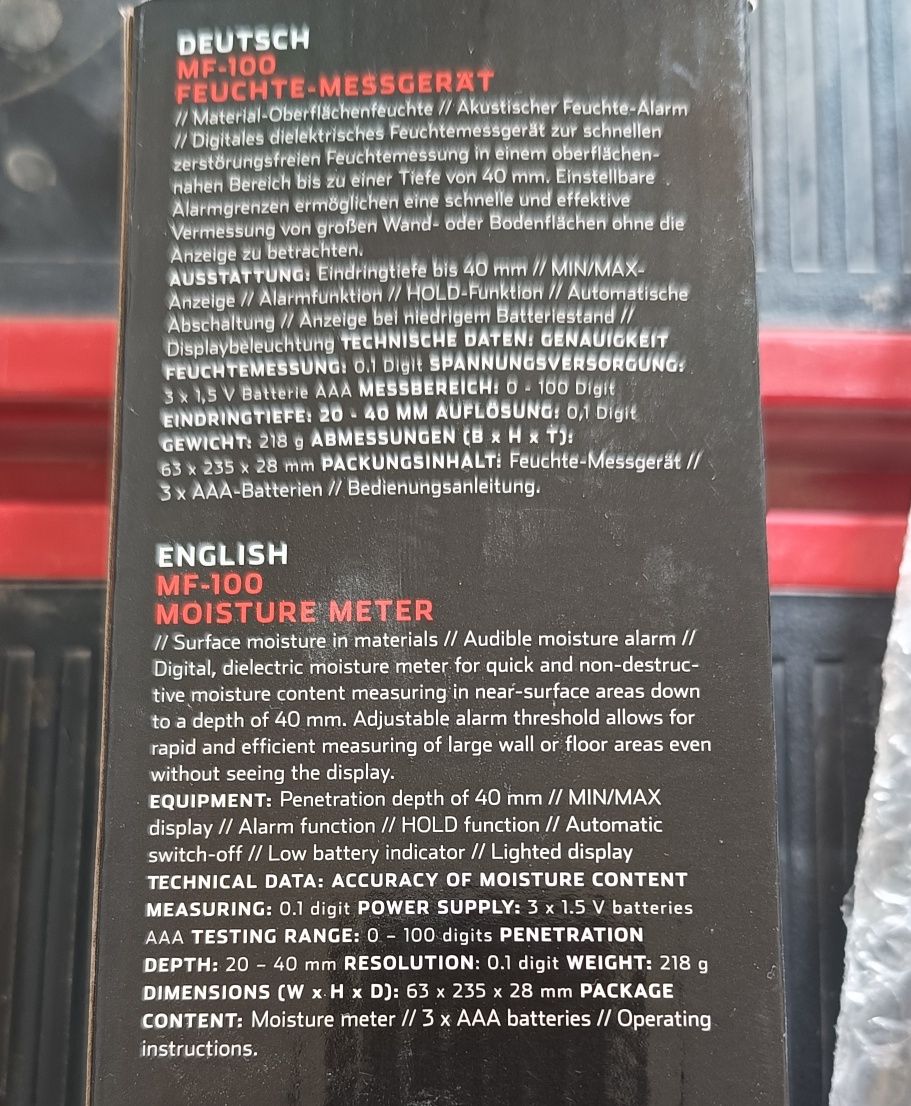 DEUTSCH
MF-100
FEUCHTE-MESSGERÄT
// Material-Oberflächenfeuchte // Akustischer Feuchte-Alarm
// Digitales dielektrisches Feuchtemessgerät zur schnellen
zerstörungsfreien Feuchtemessung in einem oberflächen-
nahen Bereich bis zu einer Tiefe von 40 mm. Einstellbare
Alarmgrenzen ermöglichen eine schnelle und effektive
Vermessung von großen Wand- oder Bodenflächen ohne die
Anzeige zu betrachten.
AUSSTATTUNG: Eindringtiefe bis 40 mm // MIN/MAX-
Anzeige // Alarmfunktion // HOLD-Funktion // Automatische
Abschaltung // Anzeige bei niedrigem Batteriestand //
Displaybeleuchtung TECHNISCHE DATEN: GENAUIGKEIT
FEUCHTEMESSUNG: 0.1 Digit SPANNUNGSVERSORGUNG:
3 x 1,5 V Batterie AAA MESSBEREICH: 0 - 100 Digit
EINDRINGTIEFE: 20 - 40 MM AUFLÖSUNG: 0,1 Digit
GEWICHT: 218 g ABMESSUNGEN (B x H x T):
63 x 235 x 28 mm PACKUNGSINHALT: Feuchte-Messgerät //
3 x AAA-Batterien // Bedienungsanleitung.
ENGLISH
MF-100
MOISTURE METER
// Surface moisture in materials // Audible moisture alarm //
Digital, dielectric moisture meter for quick and non-destruc-
tive moisture content measuring in near-surface areas down
to a depth of 40 mm. Adjustable alarm threshold allows for
rapid and efficient measuring of large wall or floor areas even
without seeing the display.
EQUIPMENT: Penetration depth of 40 mm // MIN/MAX
display // Alarm function // HOLD function // Automatic
switch-off // Low battery indicator // Lighted display
TECHNICAL DATA: ACCURACY OF MOISTURE CONTENT
MEASURING: 0.1 digit POWER SUPPLY: 3 x 1.5 V batteries
AAA TESTING RANGE: 0 – 100 digits PENETRATION
DEPTH: 20 – 40 mm RESOLUTION: 0.1 digit WEIGHT: 218 g
DIMENSIONS (W x H x D): 63 x 235 x 28 mm PACKAGE
CONTENT: Moisture meter // 3 x AAA batteries // Operating
instructions.